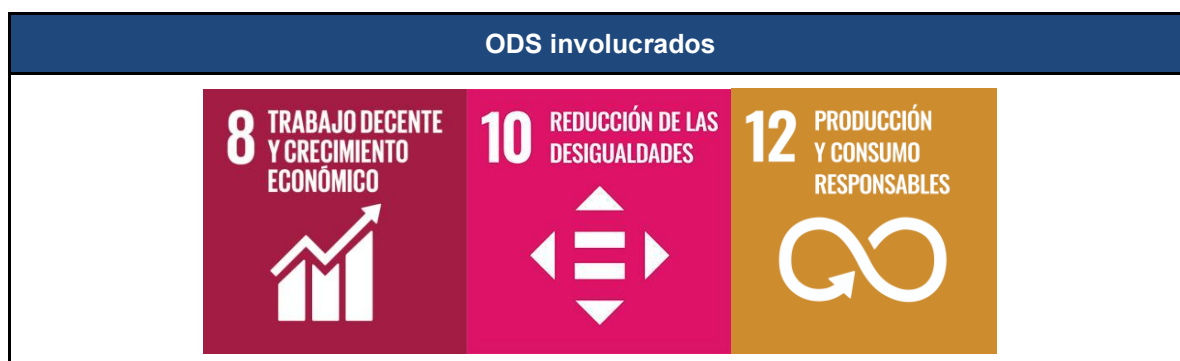 ODS involucrados
8 TRABAJO DECENTE
Y CRECIMIENTO
ECONÓMICO
10 REDUCCIÓN DE LAS
DESIGUALDADES
12 PRODUCCIÓN
Y CONSUMO
RESPONSABLES